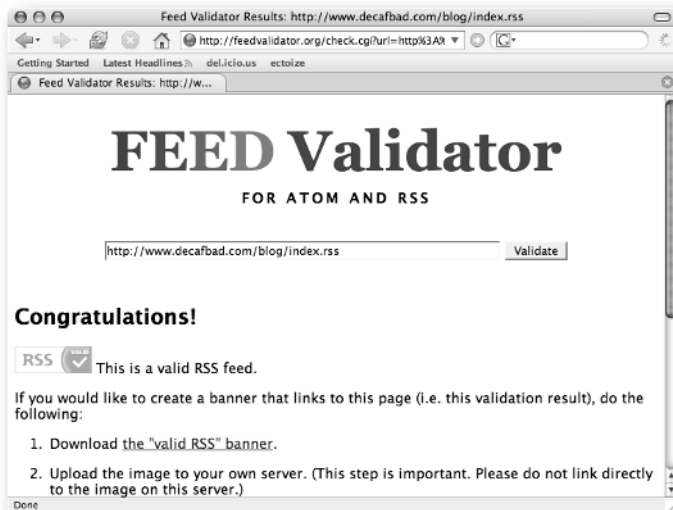 Feed Validator Results: http://www.decafbad.com/blog/index.rss
http://feedvalidator.org/check.cgi?url=http%3A%
G
Getting Started Latest Headlines del.icio.us ectoize
Feed Validator Results: http://w...
FEED Validator
FOR ATOM AND RSS
http://www.decafbad.com/blog/index.rss Validate
Congratulations!
RSS VALID This is a valid RSS feed.
If you would like to create a banner that links to this page (i.e. this validation result), do the
following:
1. Download the "valid RSS" banner.
2. Upload the image to your own server. (This step is important. Please do not link directly
to the image on this server.)
Done